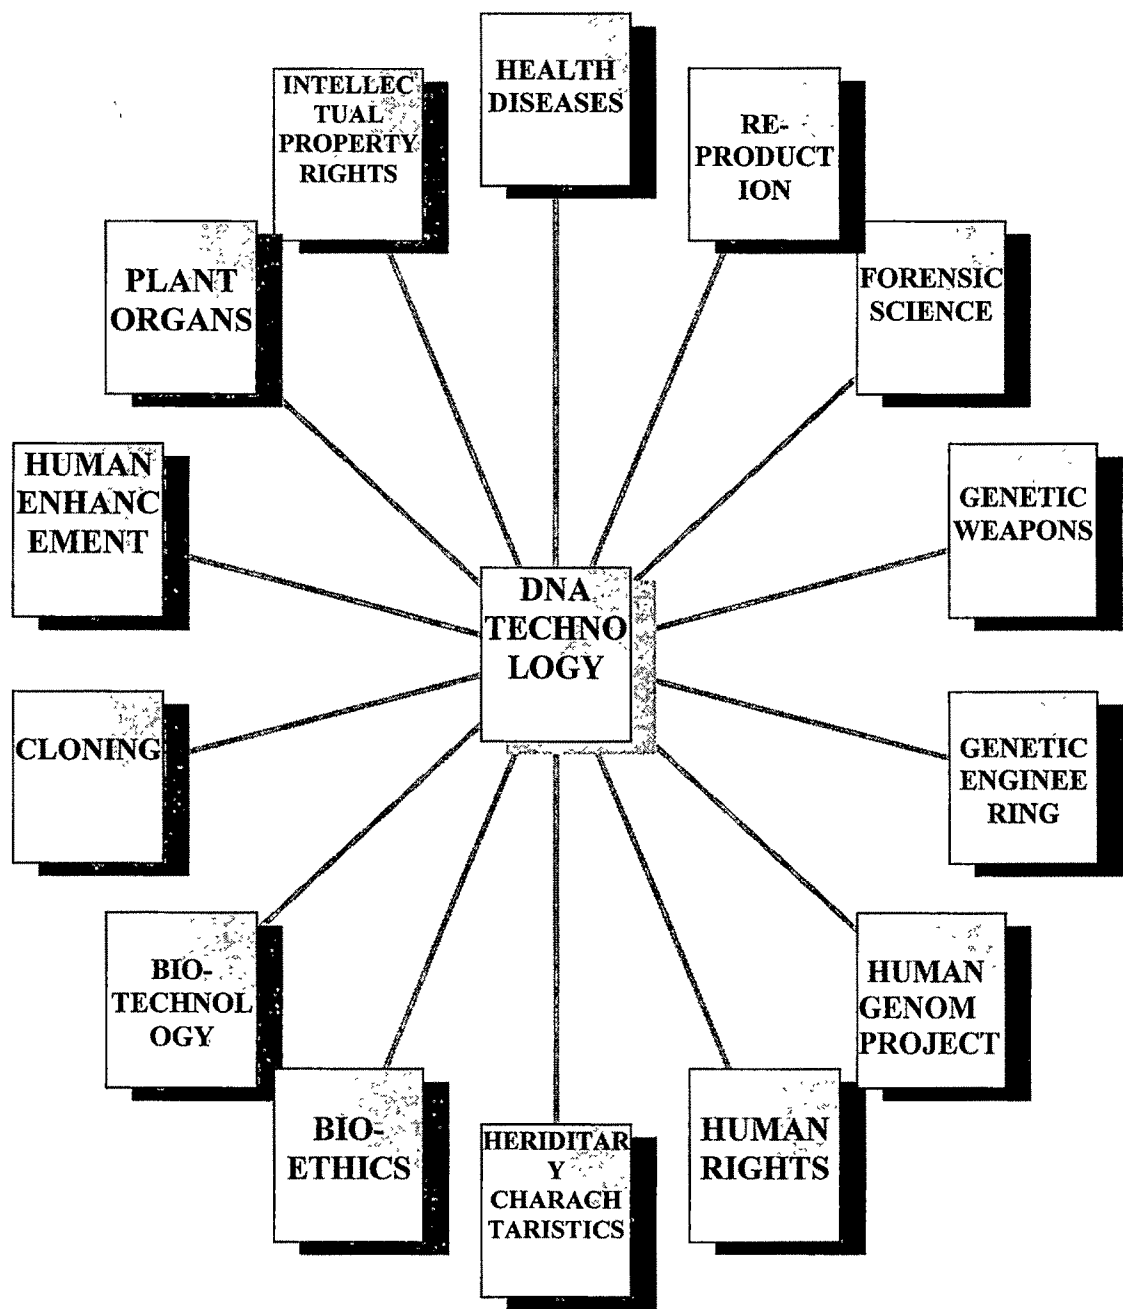 HEALTH
DISEASES
INTELLEC
TUAL
PROPERTY
RIGHTS
RE-
PRODUCT
ION
PLANT
ORGANS
FORENSIC
SCIENCE
HUMAN
ENHANC
EMENT
GENETIC
WEAPONS
DNA
TECHNO
LOGY
CLONING
GENETIC
ENGINEE
RING
BIO-
TECHNOL
OGY
HUMAN
GENOM
PROJECT
BIO-
ETHICS
HERIDITAR
Y
CHARACH
TARISTICS
HUMAN
RIGHTS